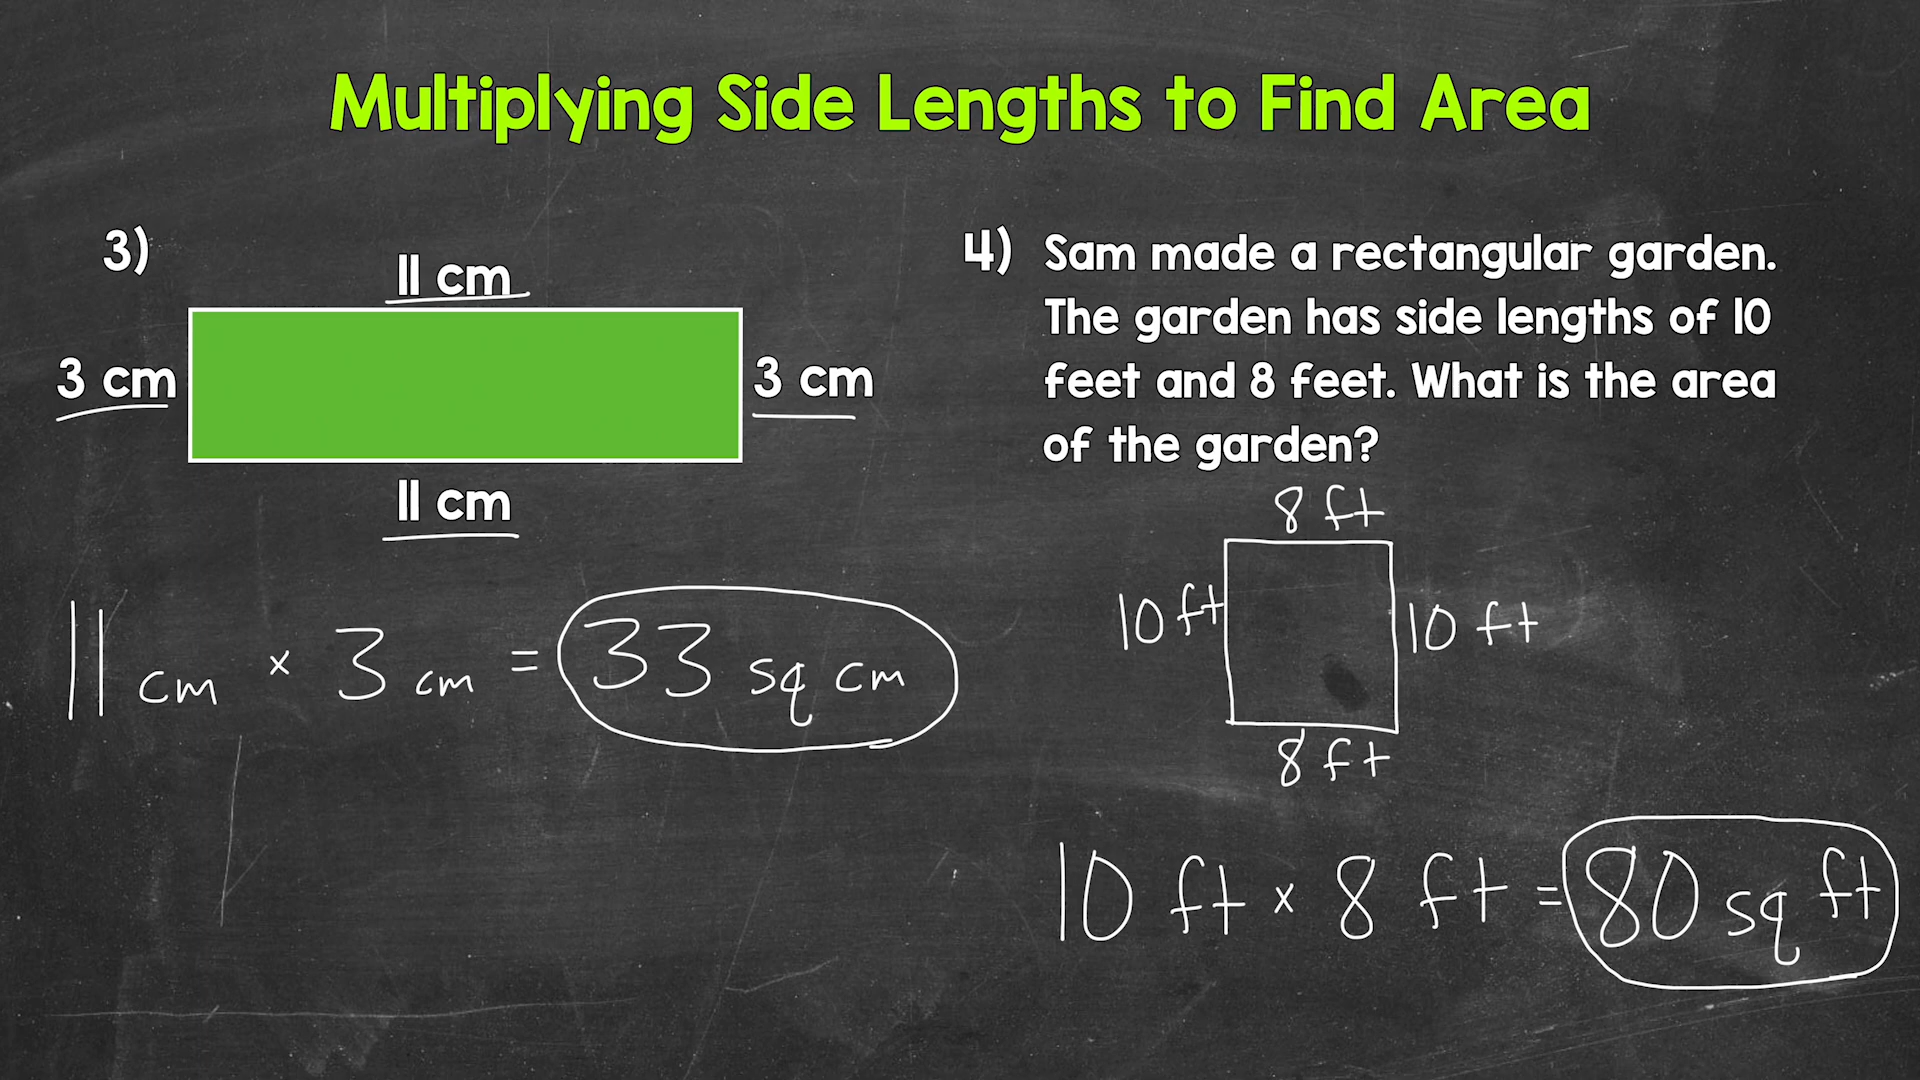 Multiplying Side Lengths to Find Area
3)
11 cm
3 cm
3 cm
11 cm
11 cm × 3 cm = 33 sq cm
4) Sam made a rectangular garden.
The garden has side lengths of 10
feet and 8 feet. What is the area
of the garden?
8 ft
10 ft
10 ft
8 ft
10 ft × 8 ft = 80 sq ft